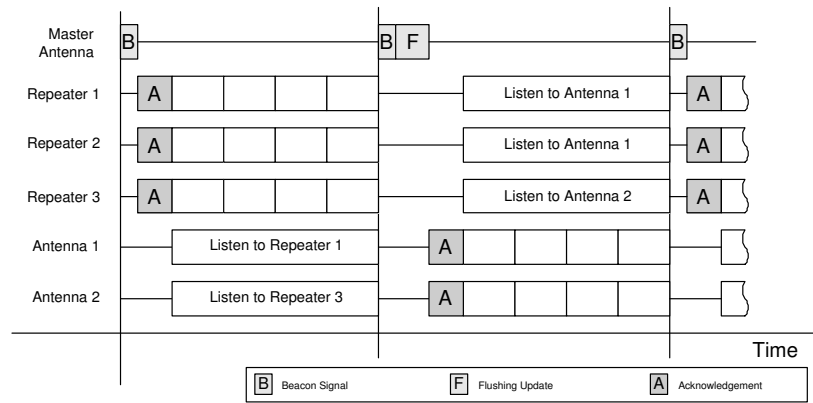 Master
Antenna
B
B F
B
Repeater 1
A
Listen to Antenna 1
A
Repeater 2
A
Listen to Antenna 1
A
Repeater 3
A
Listen to Antenna 2
A
Antenna 1
Listen to Repeater 1
A
Antenna 2
Listen to Repeater 3
A
Time
B Beacon Signal
F Flushing Update
A Acknowledgement